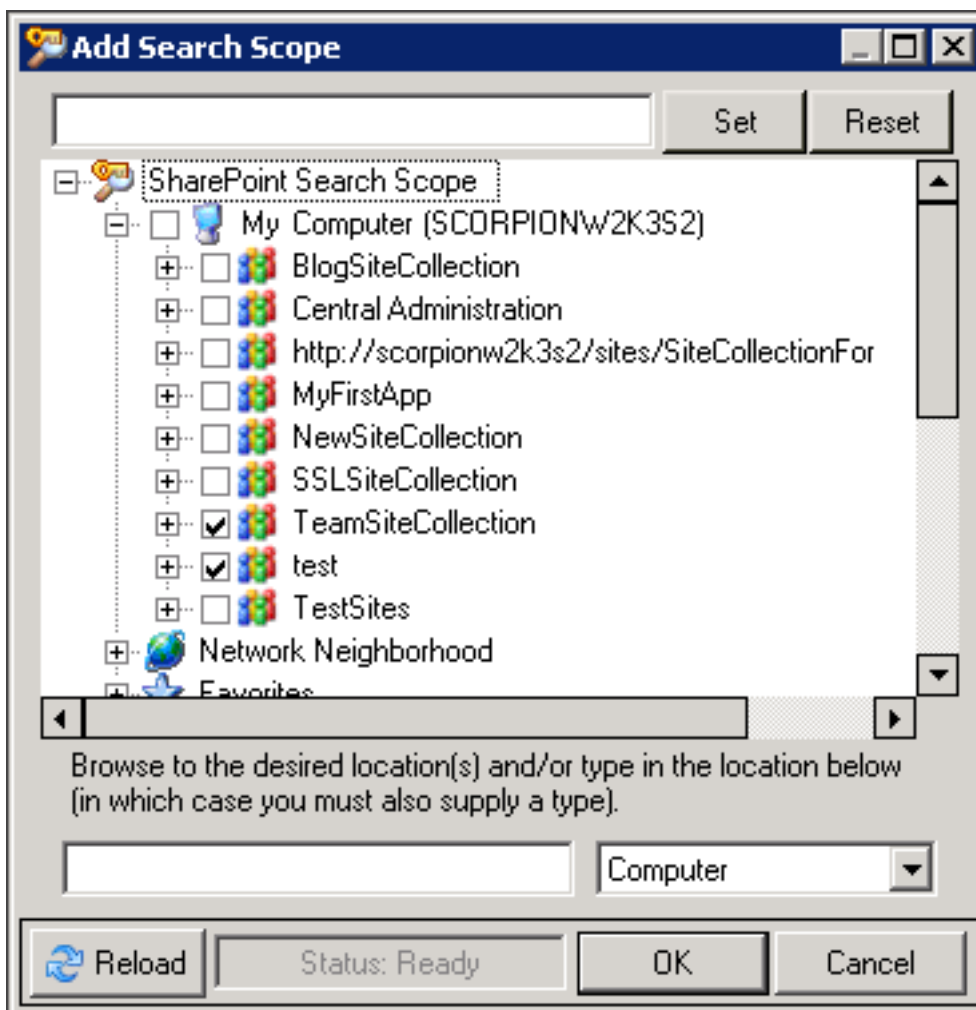 Add Search Scope
Set
Reset
SharePoint Search Scope
My Computer (SCORPIONW2K3S2)
BlogSiteCollection
Central Administration
http://scorpionw2k3s2/sites/SiteCollectionFor
MyFirstApp
NewSiteCollection
SSLSiteCollection
TeamSiteCollection
test
TestSites
Network Neighborhood
Favorites
Browse to the desired location(s) and/or type in the location below
(in which case you must also supply a type).
Computer
Reload
Status: Ready
OK
Cancel